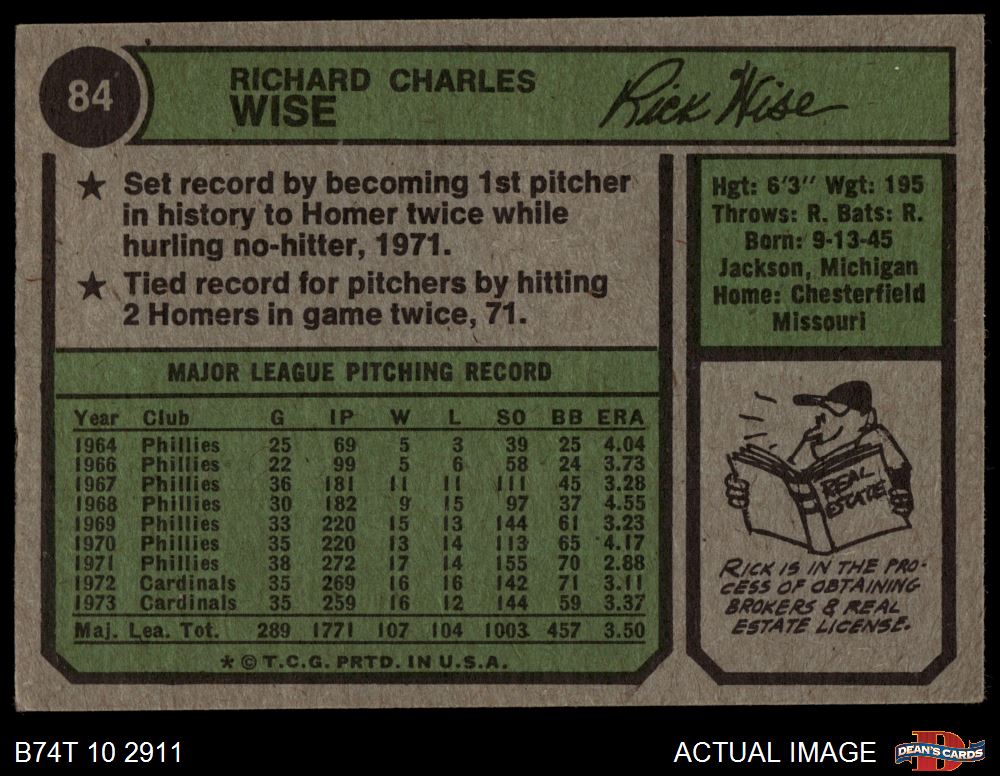 84
RICHARD CHARLES
WISE
Rick Wise
★ Set record by becoming 1st pitcher
in history to Homer twice while
hurling no-hitter, 1971.
★ Tied record for pitchers by hitting
2 Homers in game twice, 71.
Hgt: 6'3" Wgt: 195
Throws: R. Bats: R.
Born: 9-13-45
Jackson, Michigan
Home: Chesterfield
Missouri
MAJOR LEAGUE PITCHING RECORD
Year Club G IP W L SO BB ERA
1964 Phillies 25 69 5 3 39 25 4.04
1966 Phillies 22 99 5 6 58 24 3.73
1967 Phillies 36 181 11 11 111 45 3.28
1968 Phillies 30 182 9 15 97 37 4.55
1969 Phillies 33 220 15 13 144 61 3.23
1970 Phillies 35 220 13 14 113 65 4.17
1971 Phillies 38 272 17 14 155 70 2.88
1972 Cardinals 35 269 16 16 142 71 3.11
1973 Cardinals 35 259 16 12 144 59 3.37
Maj. Lea. Tot. 289 1771 107 104 1003 457 3.50
* © T.C.G. PRTD. IN U.S.A.
REAL
ESTATE
RICK IS IN THE PRO-
CESS OF OBTAINING
BROKERS & REAL
ESTATE LICENSE.
B74T 10 2911
ACTUAL IMAGE
D
DEAN'S CARDS